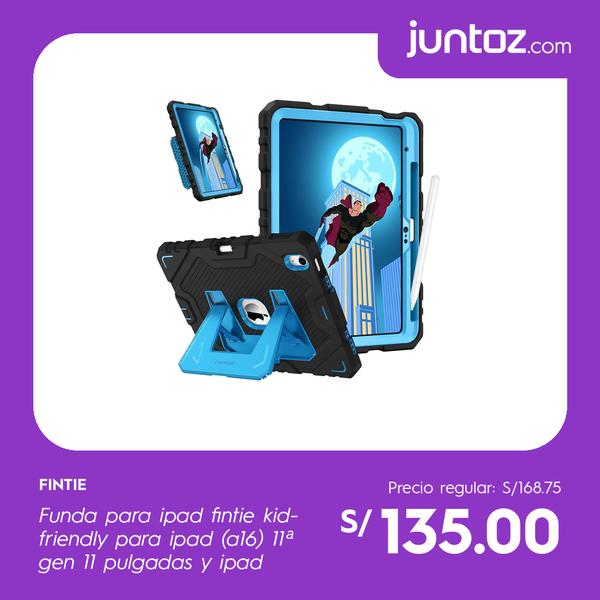 juntoz.com
FINTIE
Funda para ipad fintie kid-
friendly para ipad (a16) 11ª
gen 11 pulgadas y ipad
Precio regular: S/168.75
S/135.00